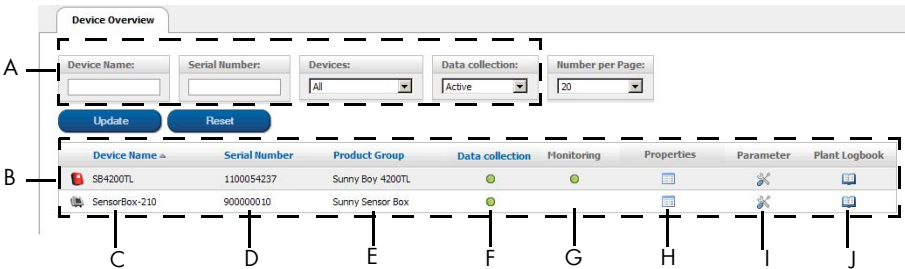 Device Overview
A
Device Name:
Serial Number:
Devices:
Data collection:
Number per Page:
All
Active
20
Update
Reset
B
Device Name
Serial Number
Product Group
Data collection
Monitoring
Properties
Parameter
Plant Logbook
SB4200TL
1100054237
Sunny Boy 4200TL
SensorBox-210
900000010
Sunny Sensor Box
C
D
E
F
G
H
I
J